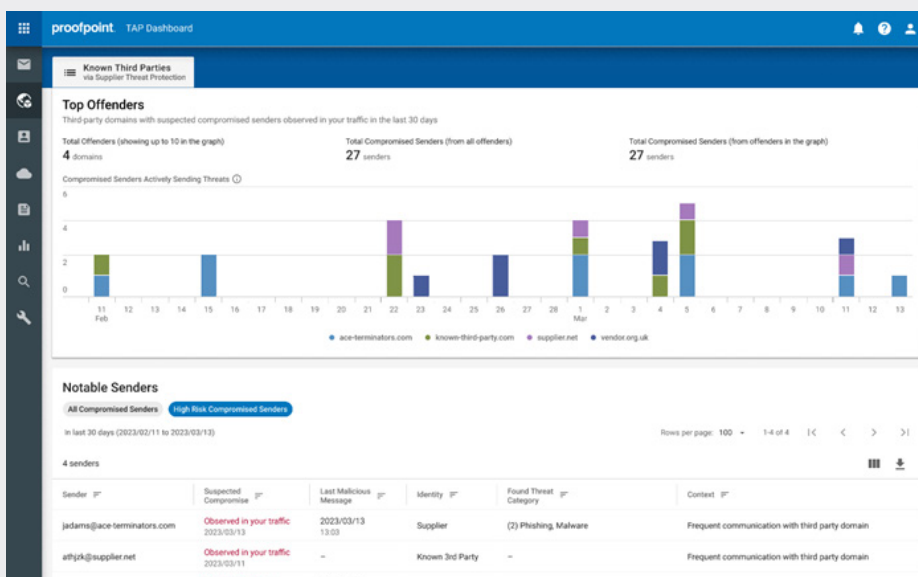 proofpoint. TAP Dashboard
Known Third Parties
via Supplier Threat Protection
Top Offenders
Third-party domains with suspected compromised senders observed in your traffic in the last 30 days
Total Offenders (showing up to 10 in the graph) Total Compromised Senders (from all offenders) Total Compromised Senders (from offenders in the graph)
4 domains 27 senders 27 senders
Compromised Senders Actively Sending Threats
6
4
2
0
11 12 13 14 15 16 17 18 19 20 21 22 23 24 25 26 27 28 1 2 3 4 5 6 7 8 9 10 11 12 13
Feb Mar
ace-terminators.com known-third-party.com supplier.net vendor.org.uk
Notable Senders
All Compromised Senders High Risk Compromised Senders
In last 30 days (2023/02/11 to 2023/03/13) Rows per page: 100 1-4 of 4
4 senders
Sender Suspected Compromise Last Malicious Message Identity Found Threat Category Context
jadams@ace-terminators.com Observed in your traffic 2023/03/13 Supplier (2) Phishing, Malware Frequent communication with third party domain
2023/03/13 13:03
athjzk@supplier.net Observed in your traffic – Known 3rd Party – Frequent communication with third party domain
2023/03/11